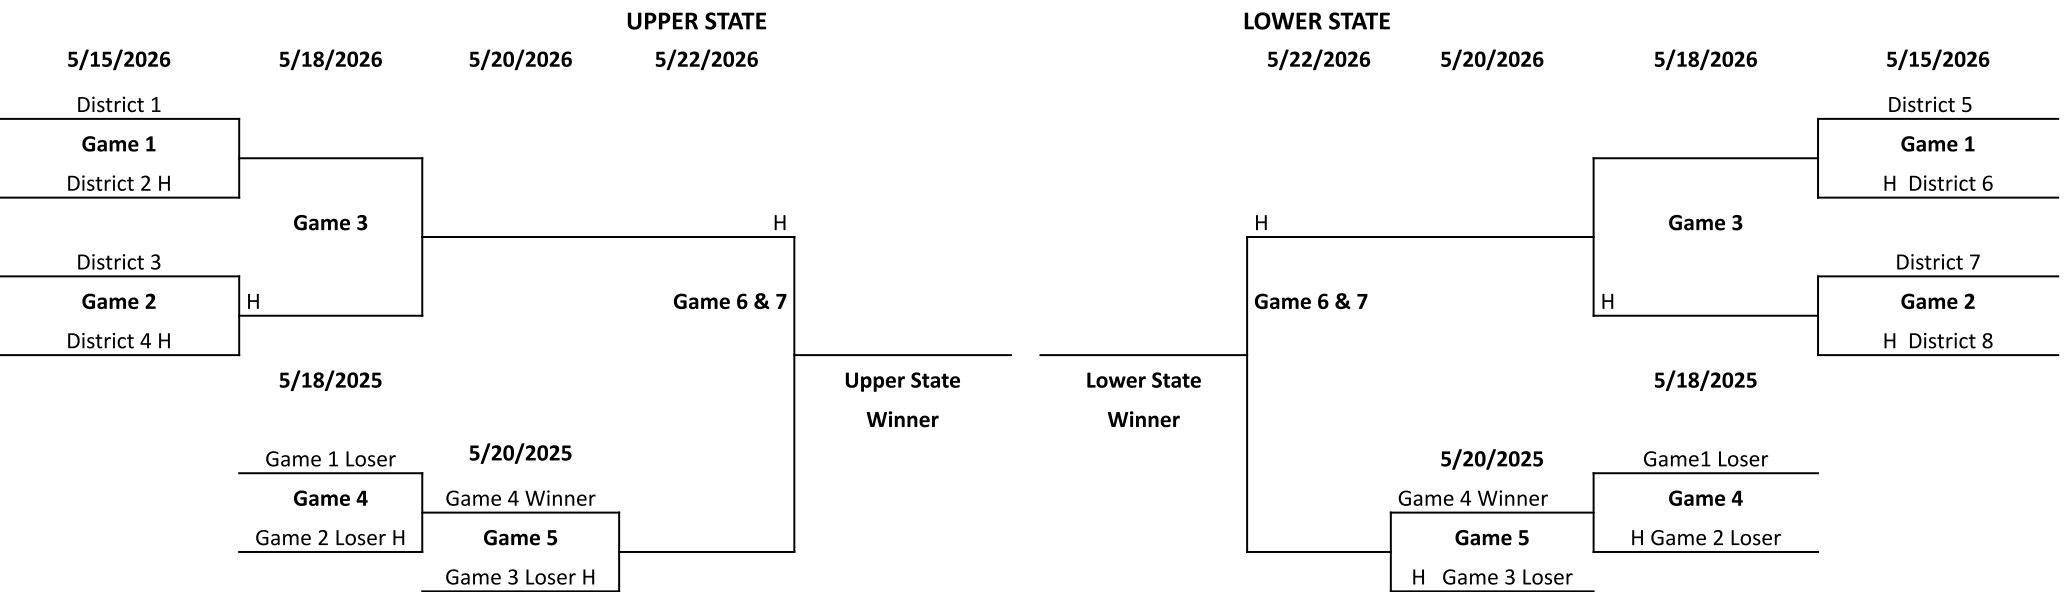 UPPER STATE
LOWER STATE
5/15/2026 5/18/2026 5/20/2026 5/22/2026
5/22/2026 5/20/2026 5/18/2026 5/15/2026
District 1
Game 1
District 2 H
Game 3
H
District 3
Game 2
H
District 4 H
Game 6 & 7
5/18/2025
Upper State
Winner
Game 1 Loser
5/20/2025
Game 4
Game 4 Winner
Game 2 Loser H
Game 5
Game 3 Loser H
District 5
Game 1
H District 6
H
Game 3
District 7
Game 6 & 7
H
Game 2
H District 8
Lower State
Winner
5/18/2025
5/20/2025
Game1 Loser
Game 4 Winner
Game 4
Game 5
H Game 2 Loser
H Game 3 Loser